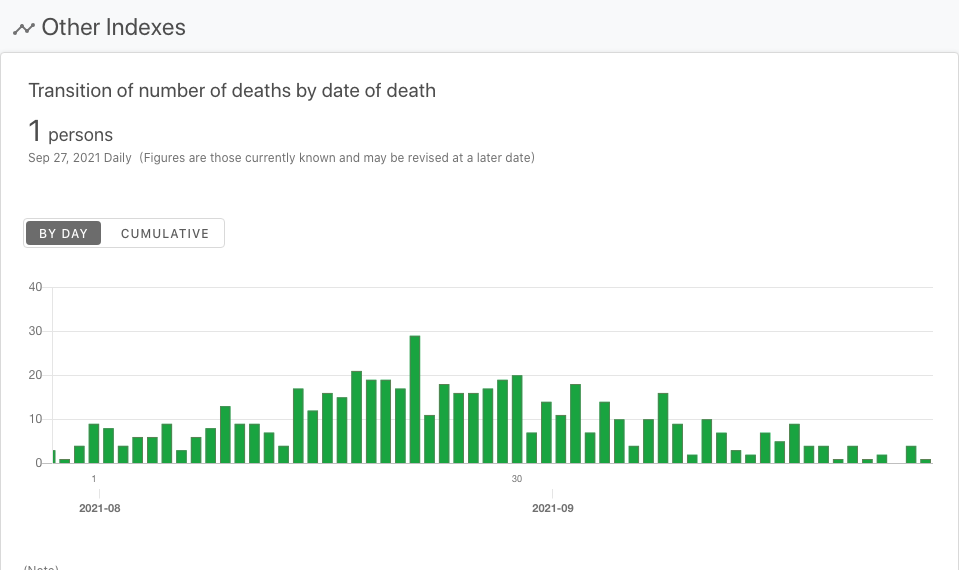 Other Indexes
Transition of number of deaths by date of death
1 persons
Sep 27, 2021 Daily (Figures are those currently known and may be revised at a later date)
BY DAY CUMULATIVE
40
30
20
10
0
1 30
2021-08 2021-09
(Note)